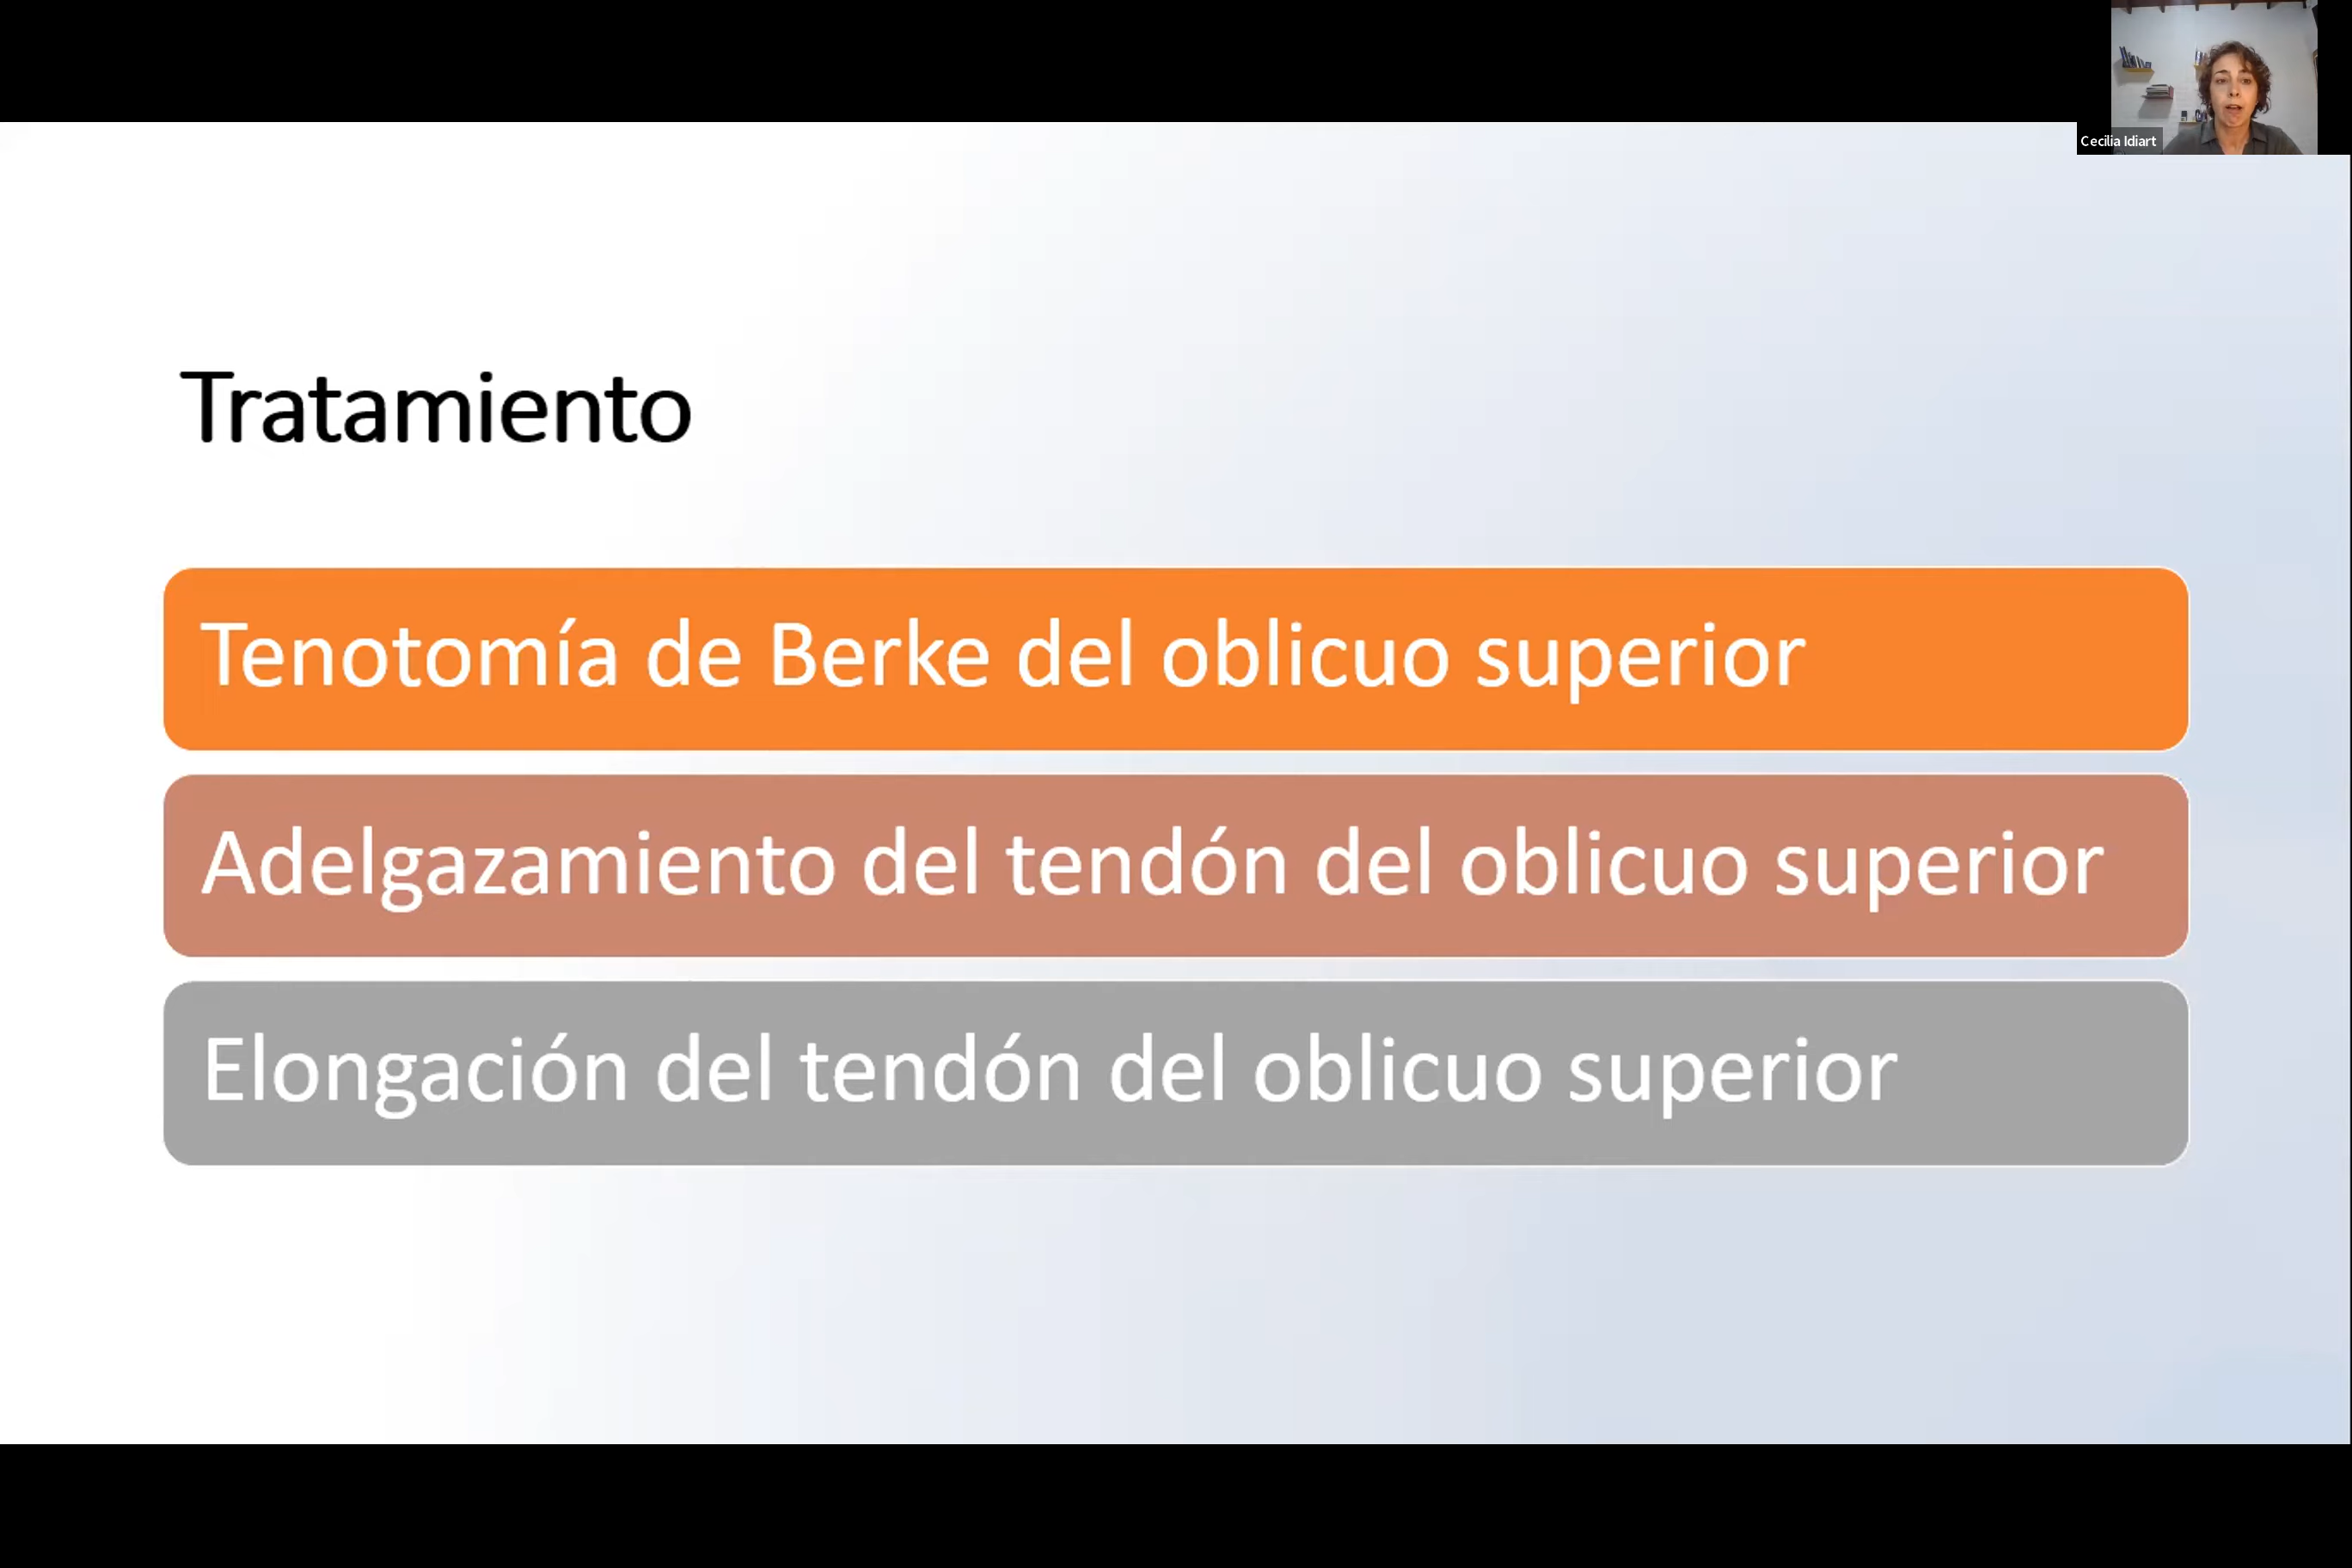 Cecilia Idiart
Tratamiento
Tenotomía de Berke del oblicuo superior
Adelgazamiento del tendón del oblicuo superior
Elongación del tendón del oblicuo superior